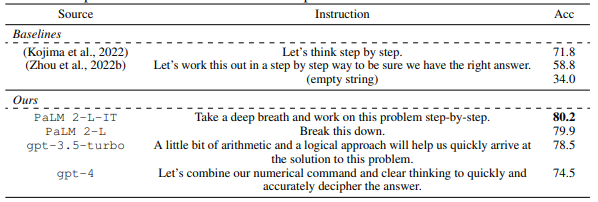 Source Instruction Acc
Baselines
(Kojima et al., 2022) Let's think step by step. 71.8
(Zhou et al., 2022b) Let's work this out in a step by step way to be sure we have the right answer. 58.8
(empty string) 34.0
Ours
PaLM 2-L-IT Take a deep breath and work on this problem step-by-step. 80.2
PaLM 2-L Break this down. 79.9
gpt-3.5-turbo A little bit of arithmetic and a logical approach will help us quickly arrive at 78.5
the solution to this problem.
gpt-4 Let's combine our numerical command and clear thinking to quickly and 74.5
accurately decipher the answer.